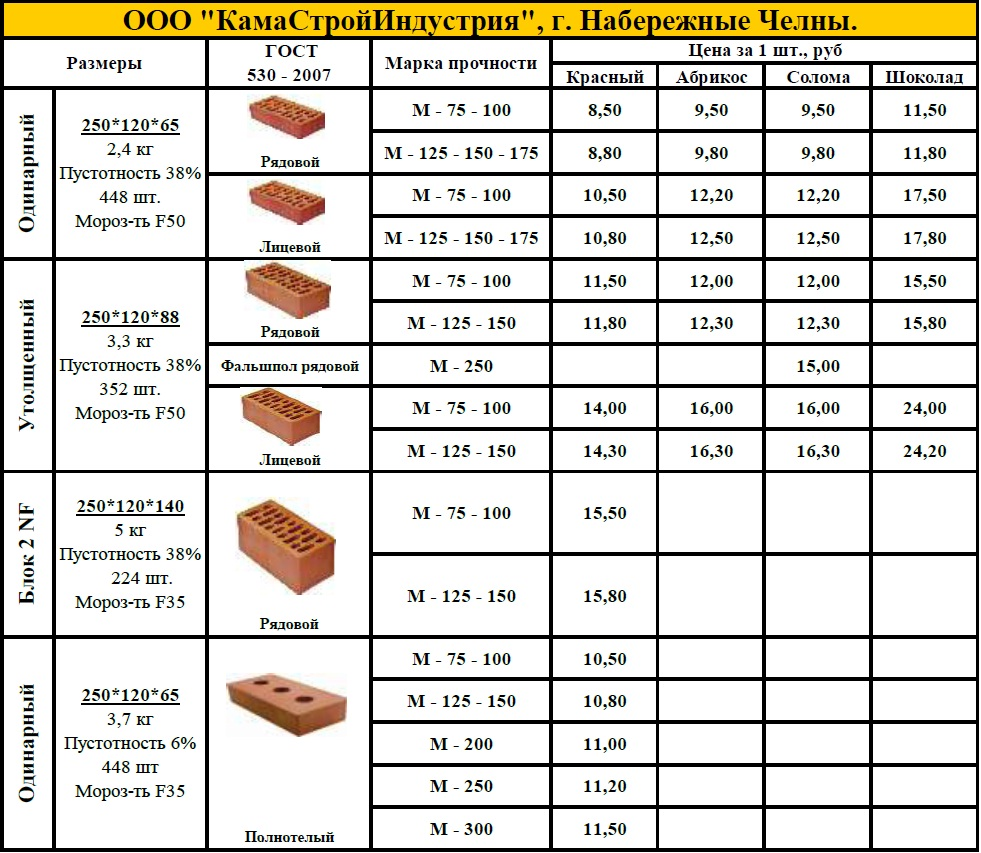 ООО "КамаСтройИндустрия", г. Набережные Челны.
Размеры
ГОСТ
530 - 2007
Марка прочности
Цена за 1 шт., руб
Красный Абрикос Солома Шоколад
Одинарный
250*120*65
2,4 кг
Пустотность 38%
448 шт.
Мороз-ть F50
Рядовой
М - 75 - 100 8,50 9,50 9,50 11,50
М - 125 - 150 - 175 8,80 9,80 9,80 11,80
Лицевой
М - 75 - 100 10,50 12,20 12,20 17,50
М - 125 - 150 - 175 10,80 12,50 12,50 17,80
Утолщенный
250*120*88
3,3 кг
Пустотность 38%
352 шт.
Мороз-ть F50
Рядовой
М - 75 - 100 11,50 12,00 12,00 15,50
М - 125 - 150 11,80 12,30 12,30 15,80
Фальшпол рядовой
М - 250 15,00
Лицевой
М - 75 - 100 14,00 16,00 16,00 24,00
М - 125 - 150 14,30 16,30 16,30 24,20
Блок 2 NF
250*120*140
5 кг
Пустотность 38%
224 шт.
Мороз-ть F35
Рядовой
М - 75 - 100 15,50
М - 125 - 150 15,80
Одинарный
250*120*65
3,7 кг
Пустотность 6%
448 шт
Мороз-ть F35
Полнотелый
М - 75 - 100 10,50
М - 125 - 150 10,80
М - 200 11,00
М - 250 11,20
М - 300 11,50